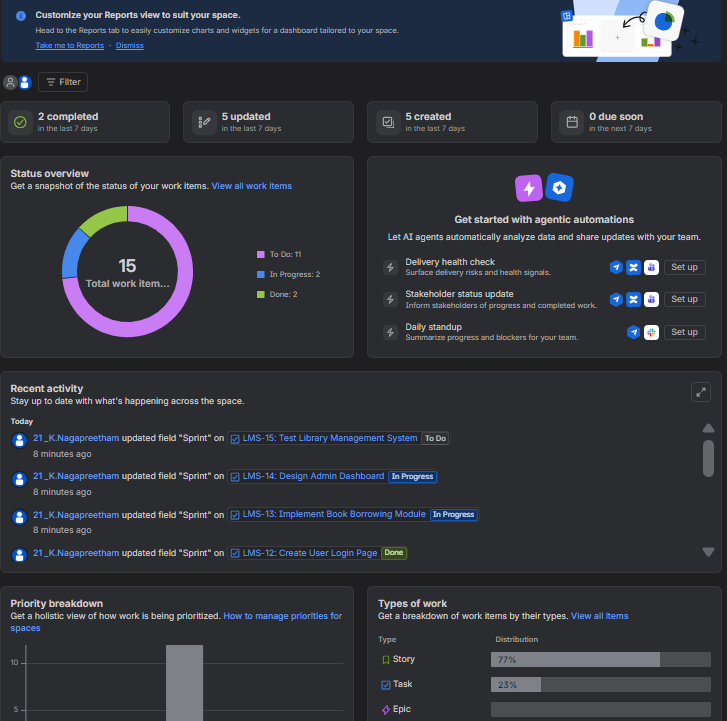 Customize your Reports view to suit your space.
Head to the Reports tab to easily customize charts and widgets for a dashboard tailored to your space.
Take me to Reports · Dismiss
Filter
2 completed
in the last 7 days
5 updated
in the last 7 days
5 created
in the last 7 days
0 due soon
in the next 7 days
Status overview
Get a snapshot of the status of your work items. View all work items
15
Total work item...
To Do: 11
In Progress: 2
Done: 2
Get started with agentic automations
Let AI agents automatically analyze data and share updates with your team.
Delivery health check
Surface delivery risks and health signals.
Set up
Stakeholder status update
Inform stakeholders of progress and completed work.
Set up
Daily standup
Summarize progress and blockers for your team.
Set up
Recent activity
Stay up to date with what's happening across the space.
Today
21_K.Nagapreetham updated field "Sprint" on LMS-15: Test Library Management System To Do
8 minutes ago
21_K.Nagapreetham updated field "Sprint" on LMS-14: Design Admin Dashboard In Progress
8 minutes ago
21_K.Nagapreetham updated field "Sprint" on LMS-13: Implement Book Borrowing Module In Progress
8 minutes ago
21_K.Nagapreetham updated field "Sprint" on LMS-12: Create User Login Page Done
Priority breakdown
Get a holistic view of how work is being prioritized. How to manage priorities for
spaces
10
5
Types of work
Get a breakdown of work items by their types. View all items
Type Distribution
Story 77%
Task 23%
Epic